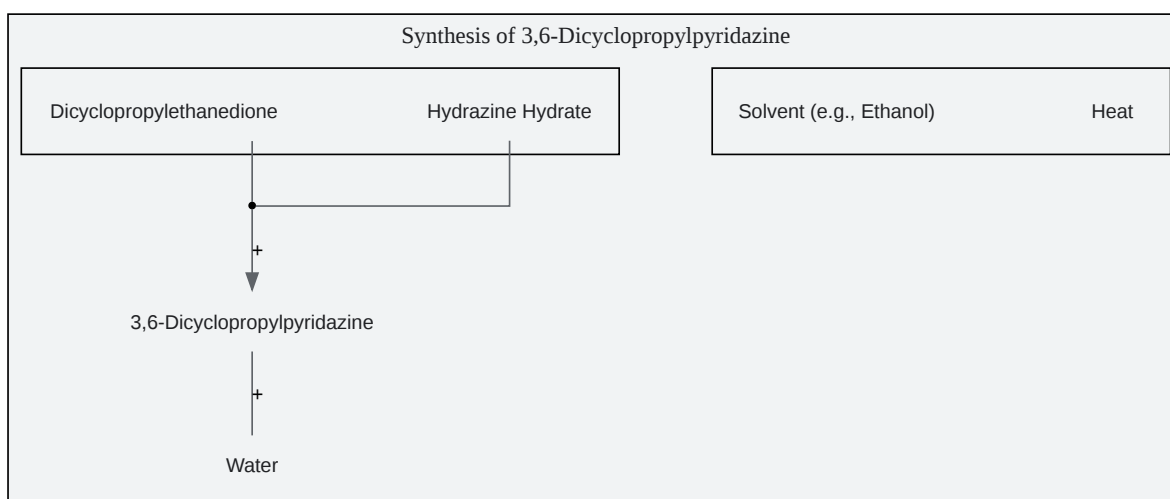 Synthesis of 3,6-Dicyclopropylpyridazine
Dicyclopropylethanedione
Hydrazine Hydrate
Solvent (e.g., Ethanol)
Heat
+
3,6-Dicyclopropylpyridazine
+
Water